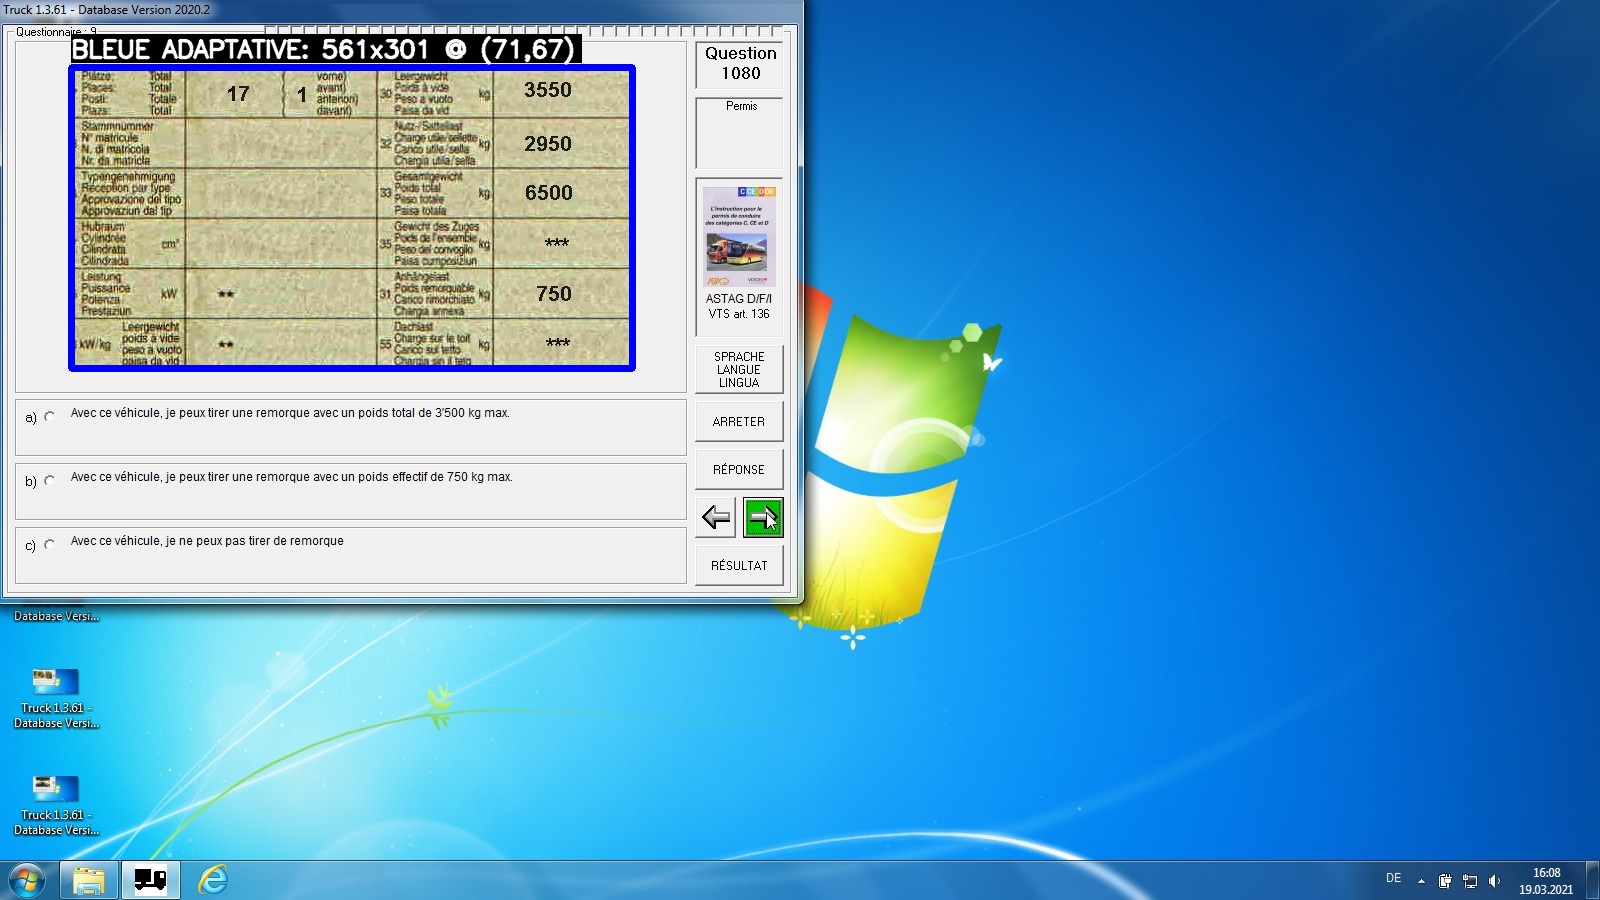 Truck 1.3.61 - Database Version 2020.2
Questionnaire : 9
BLEUE ADAPTATIVE: 561x301 @ (71,67)
Plätze: Total
Places: Total
Posti: Totale
Plazs: Total
17
( vorne)
1 avant)
anteriori)
( davant)
30 Leergewicht
Poids à vide
Peso a vuoto
Paisa da vid
kg
3550
Stammnummer
N° matricule
N. di matricola
Nr. da matricla
32 Nutz-/Sattellast
Charge utile/sellette
Carico utile/sella
Chargia utila/sella
kg
2950
Typengenehmigung
Réception par type
Approvazione del tipo
Approvaziun dal tip
33 Gesamtgewicht
Poids total
Peso totale
Paisa totala
kg
6500
Hubraum
Cylindrée
Cilindrata
Cilindrada
cm³
35 Gewicht des Zuges
Poids de l'ensemble
Peso del convoglio
Paisa cumposiziun
kg
***
Leistung
Puissance
Potenza
Prestaziun
kW
**
31 Anhängelast
Poids remorquable
Carico rimorchiato
Chargia annexa
kg
750
kW/kg
Leergewicht
poids à vide
peso a vuoto
paisa da vid
**
55 Dachlast
Charge sur le toit
Carico sul tetto
Chargia sin il tetg
kg
***
a) Avec ce véhicule, je peux tirer une remorque avec un poids total de 3'500 kg max.
b) Avec ce véhicule, je peux tirer une remorque avec un poids effectif de 750 kg max.
c) Avec ce véhicule, je ne peux pas tirer de remorque
Question
1080
Permis
C CE D DE
L'instruction pour le
permis de conduire
des catégories C, CE et D
ASTAG D/F/I
VTS art. 136
SPRACHE
LANGUE
LINGUA
ARRETER
RÉPONSE
RÉSULTAT
Database Versi...
Truck 1.3.61 -
Database Versi...
Truck 1.3.61 -
Database Versi...
DE
16:08
19.03.2021